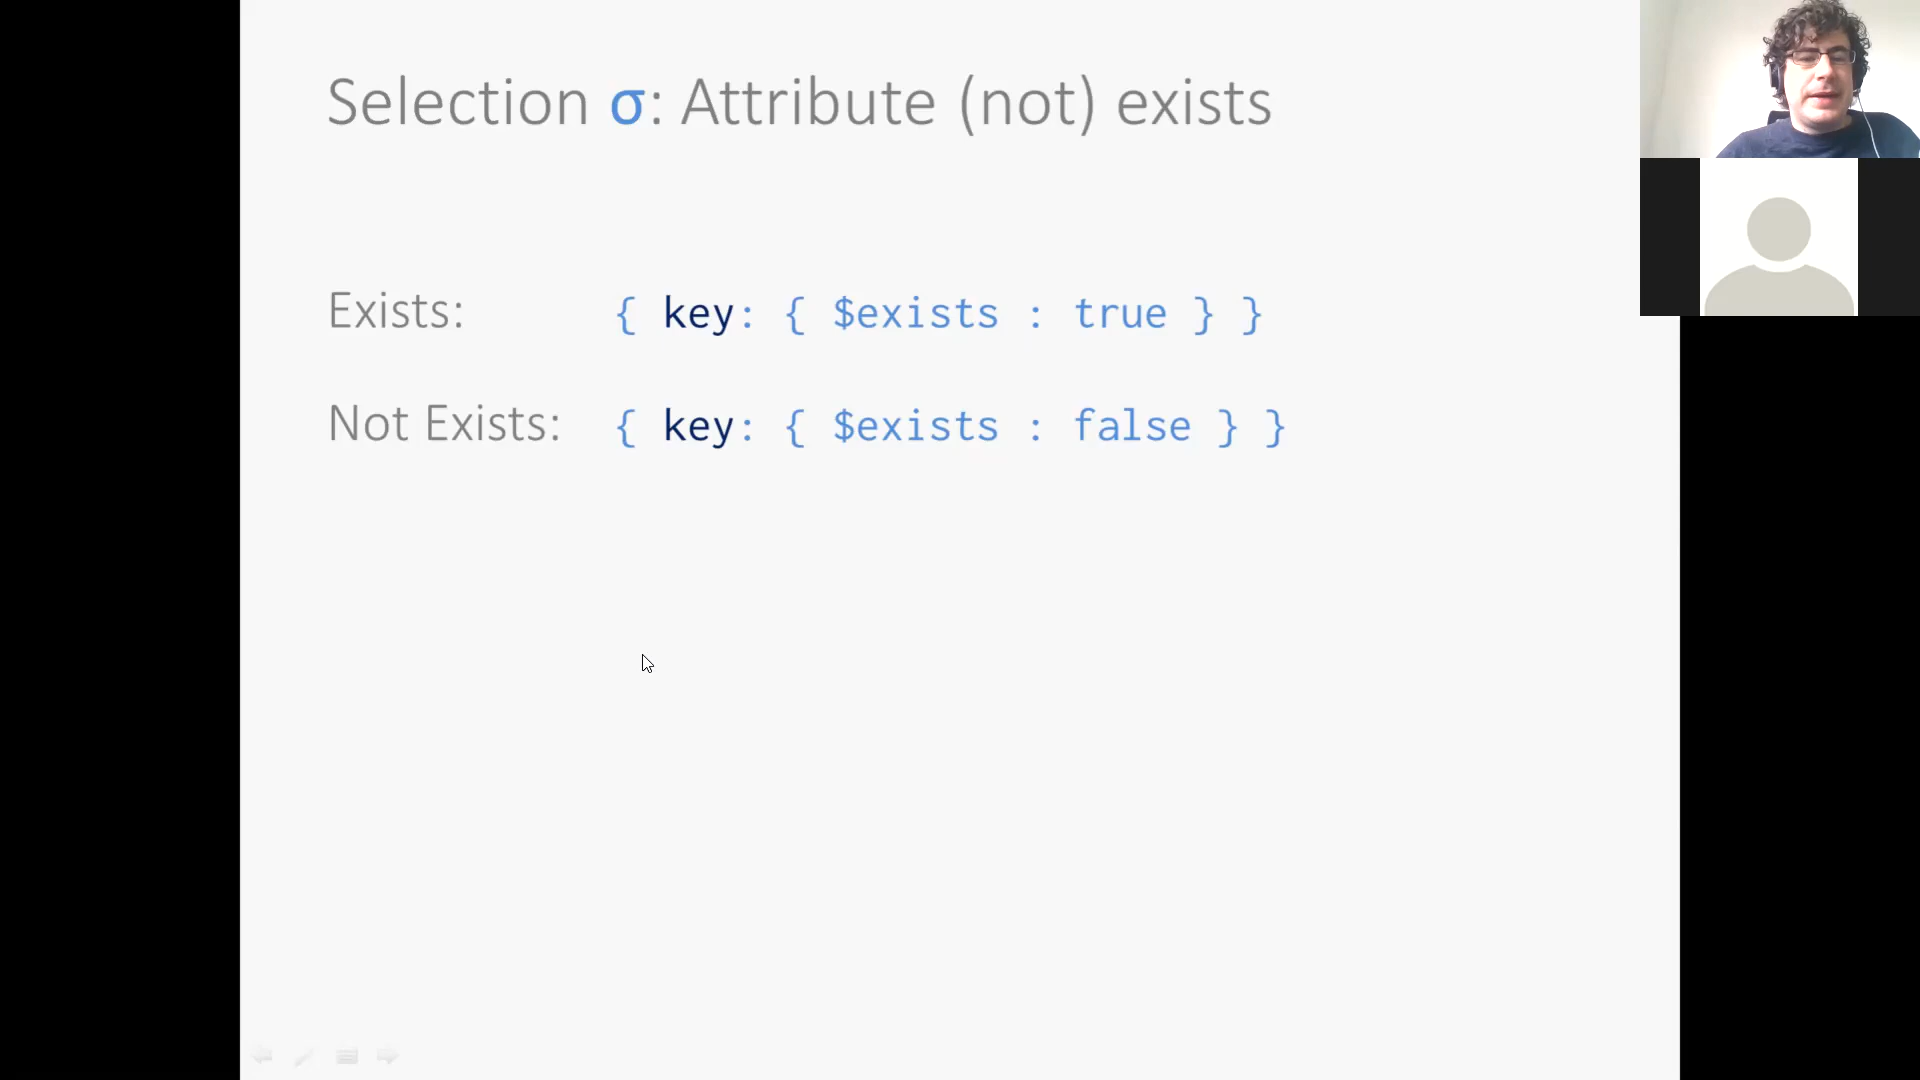 Selection σ: Attribute (not) exists
Exists: { key: { $exists : true } }
Not Exists: { key: { $exists : false } }